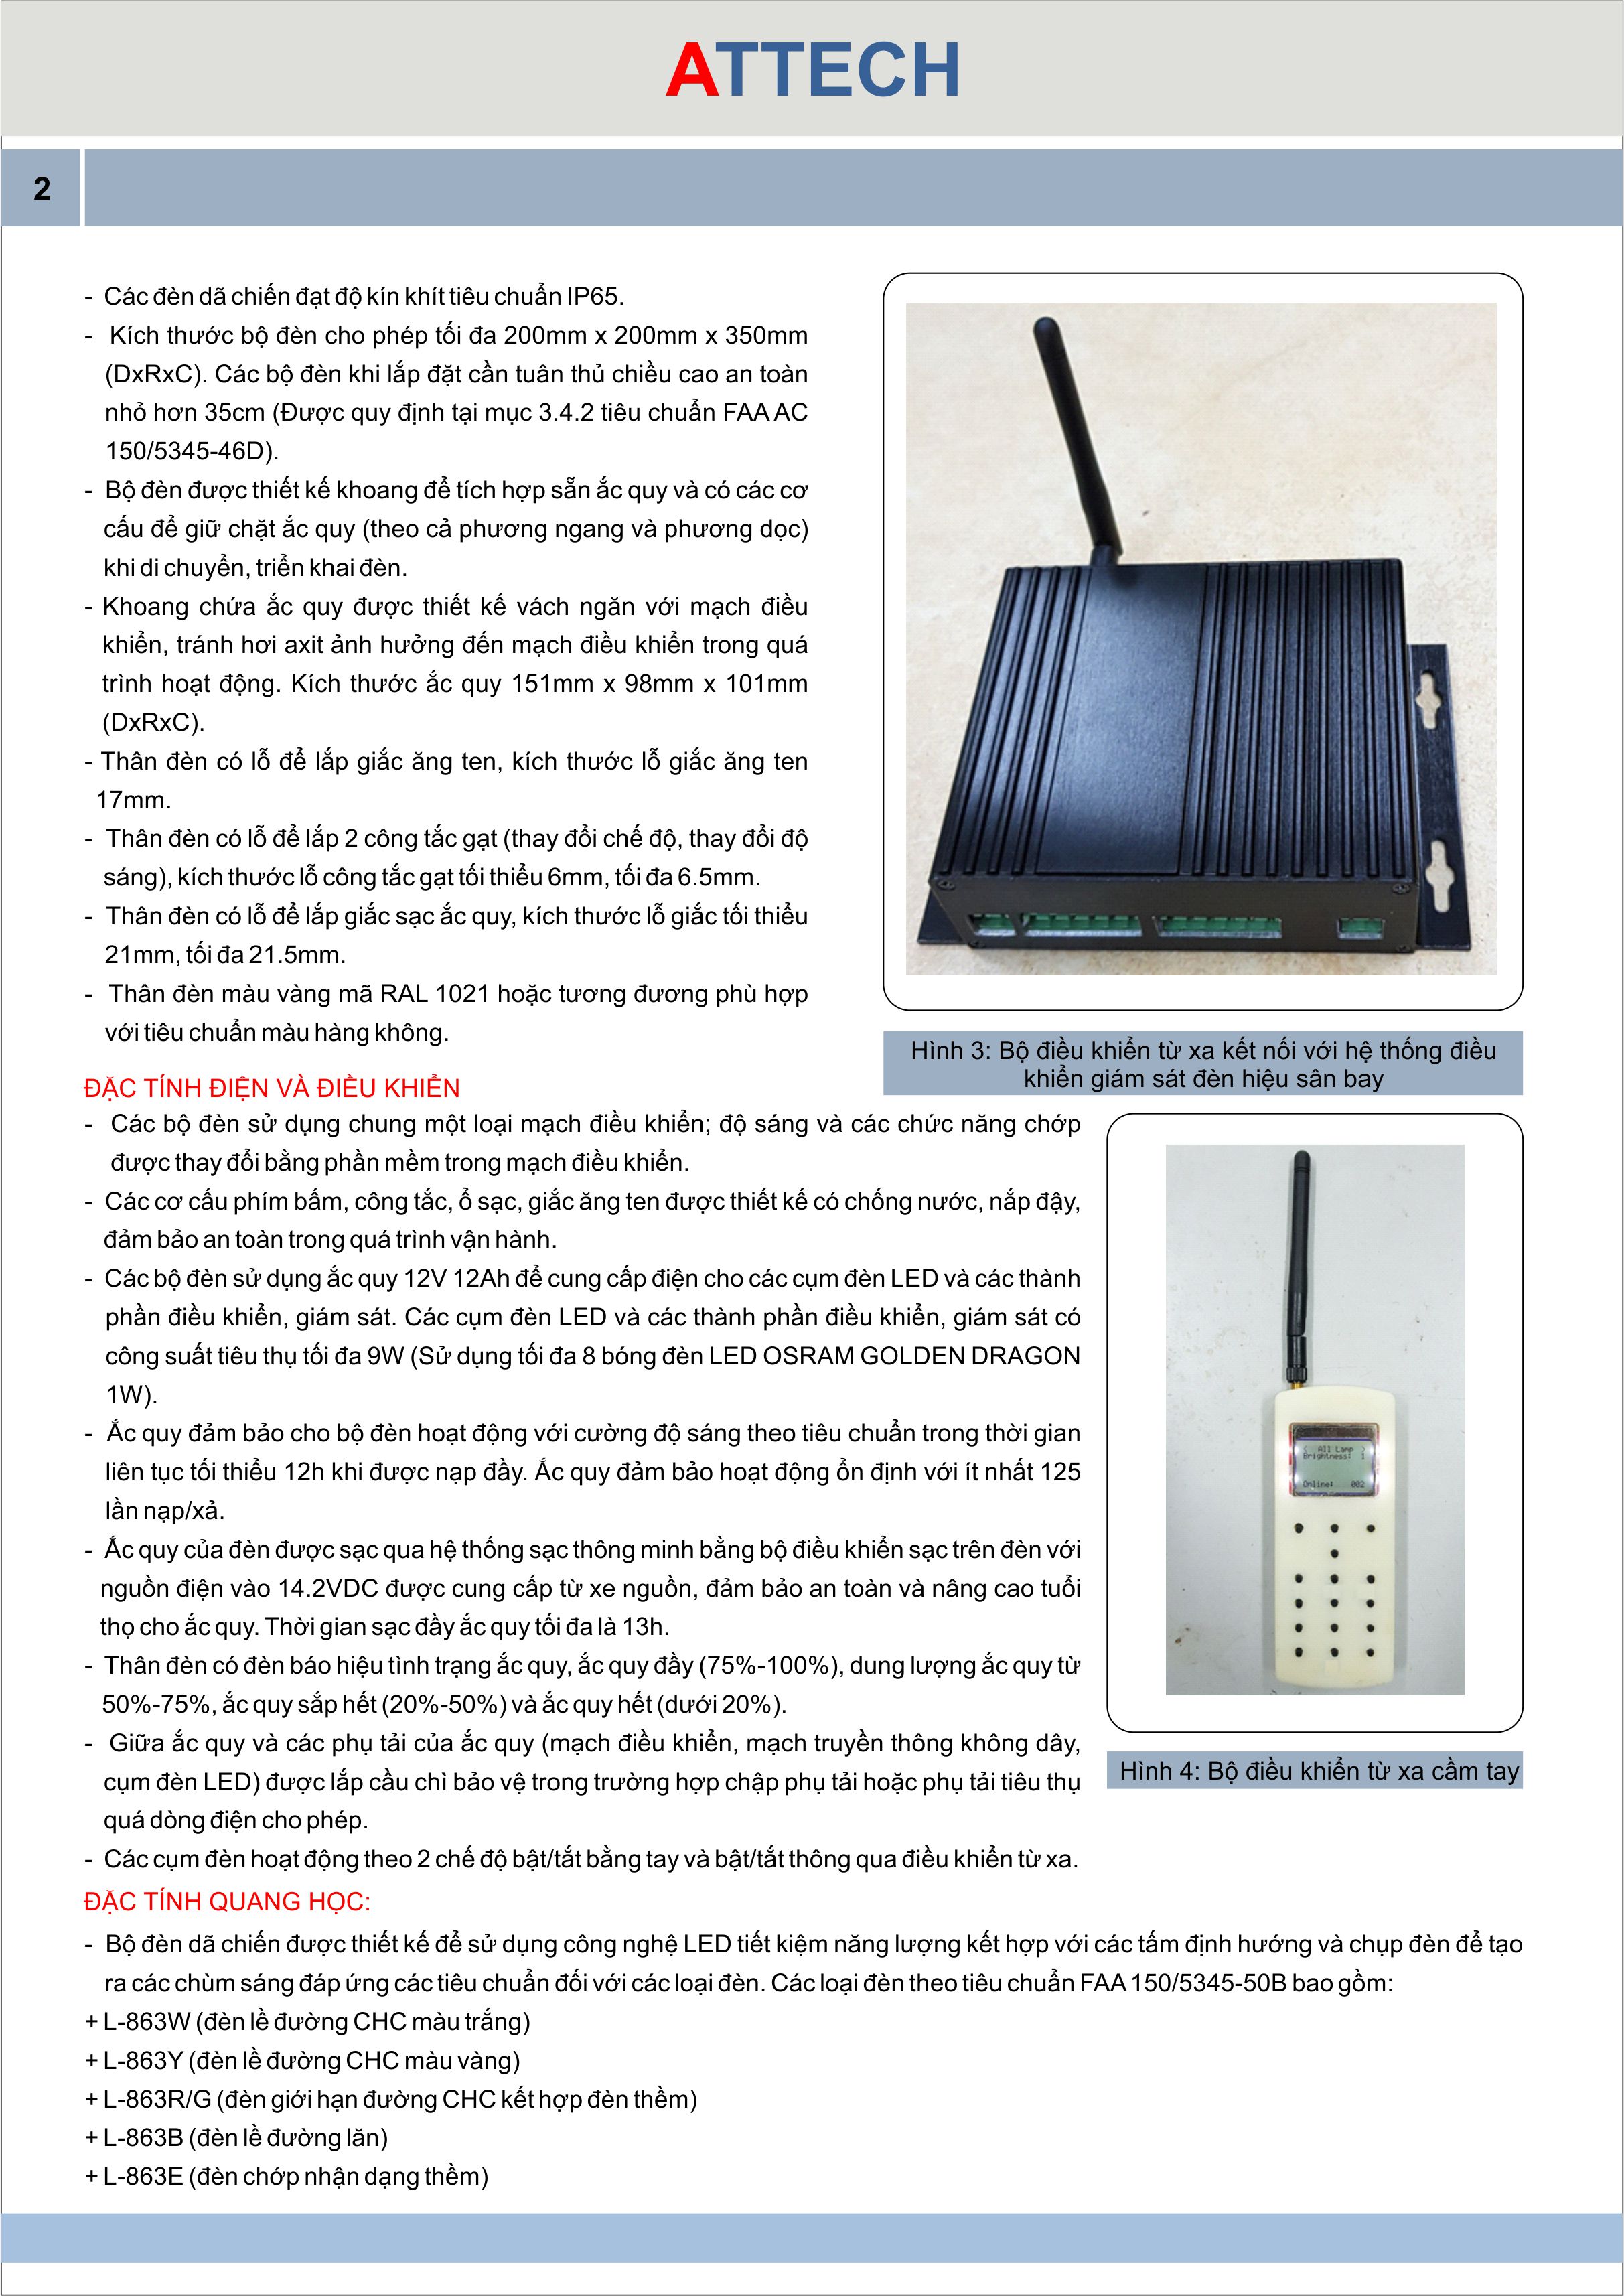 ATTECH
2
- Các đèn dã chiến đạt độ kín khít tiêu chuẩn IP65.
- Kích thước bộ đèn cho phép tối đa 200mm x 200mm x 350mm
(DxRxC). Các bộ đèn khi lắp đặt cần tuân thủ chiều cao an toàn
nhỏ hơn 35cm (Được quy định tại mục 3.4.2 tiêu chuẩn FAA AC
150/5345-46D).
- Bộ đèn được thiết kế khoang để tích hợp sẵn ắc quy và có các cơ
cấu để giữ chặt ắc quy (theo cả phương ngang và phương dọc)
khi di chuyển, triển khai đèn.
- Khoang chứa ắc quy được thiết kế vách ngăn với mạch điều
khiển, tránh hơi axit ảnh hưởng đến mạch điều khiển trong quá
trình hoạt động. Kích thước ắc quy 151mm x 98mm x 101mm
(DxRxC).
- Thân đèn có lỗ để lắp giắc ăng ten, kích thước lỗ giắc ăng ten
17mm.
- Thân đèn có lỗ để lắp 2 công tắc gạt (thay đổi chế độ, thay đổi độ
sáng), kích thước lỗ công tắc gạt tối thiểu 6mm, tối đa 6.5mm.
- Thân đèn có lỗ để lắp giắc sạc ắc quy, kích thước lỗ giắc tối thiểu
21mm, tối đa 21.5mm.
- Thân đèn màu vàng mã RAL 1021 hoặc tương đương phù hợp
với tiêu chuẩn màu hàng không.
Hình 3: Bộ điều khiển từ xa kết nối với hệ thống điều
khiển giám sát đèn hiệu sân bay
ĐẶC TÍNH ĐIỆN VÀ ĐIỀU KHIỂN
- Các bộ đèn sử dụng chung một loại mạch điều khiển; độ sáng và các chức năng chớp
được thay đổi bằng phần mềm trong mạch điều khiển.
- Các cơ cấu phím bấm, công tắc, ổ sạc, giắc ăng ten được thiết kế có chống nước, nắp đậy,
đảm bảo an toàn trong quá trình vận hành.
- Các bộ đèn sử dụng ắc quy 12V 12Ah để cung cấp điện cho các cụm đèn LED và các thành
phần điều khiển, giám sát. Các cụm đèn LED và các thành phần điều khiển, giám sát có
công suất tiêu thụ tối đa 9W (Sử dụng tối đa 8 bóng đèn LED OSRAM GOLDEN DRAGON
1W).
- Ắc quy đảm bảo cho bộ đèn hoạt động với cường độ sáng theo tiêu chuẩn trong thời gian
liên tục tối thiểu 12h khi được nạp đầy. Ắc quy đảm bảo hoạt động ổn định với ít nhất 125
lần nạp/xả.
- Ắc quy của đèn được sạc qua hệ thống sạc thông minh bằng bộ điều khiển sạc trên đèn với
nguồn điện vào 14.2VDC được cung cấp từ xe nguồn, đảm bảo an toàn và nâng cao tuổi
thọ cho ắc quy. Thời gian sạc đầy ắc quy tối đa là 13h.
- Thân đèn có đèn báo hiệu tình trạng ắc quy, ắc quy đầy (75%-100%), dung lượng ắc quy từ
50%-75%, ắc quy sắp hết (20%-50%) và ắc quy hết (dưới 20%).
- Giữa ắc quy và các phụ tải của ắc quy (mạch điều khiển, mạch truyền thông không dây,
cụm đèn LED) được lắp cầu chì bảo vệ trong trường hợp chập phụ tải hoặc phụ tải tiêu thụ
quá dòng điện cho phép.
- Các cụm đèn hoạt động theo 2 chế độ bật/tắt bằng tay và bật/tắt thông qua điều khiển từ xa.
< All Lamp >
Brightness: 1
Online: 002
Hình 4: Bộ điều khiển từ xa cầm tay
ĐẶC TÍNH QUANG HỌC:
- Bộ đèn dã chiến được thiết kế để sử dụng công nghệ LED tiết kiệm năng lượng kết hợp với các tấm định hướng và chụp đèn để tạo
ra các chùm sáng đáp ứng các tiêu chuẩn đối với các loại đèn. Các loại đèn theo tiêu chuẩn FAA 150/5345-50B bao gồm:
+ L-863W (đèn lề đường CHC màu trắng)
+ L-863Y (đèn lề đường CHC màu vàng)
+ L-863R/G (đèn giới hạn đường CHC kết hợp đèn thềm)
+ L-863B (đèn lề đường lăn)
+ L-863E (đèn chớp nhận dạng thềm)